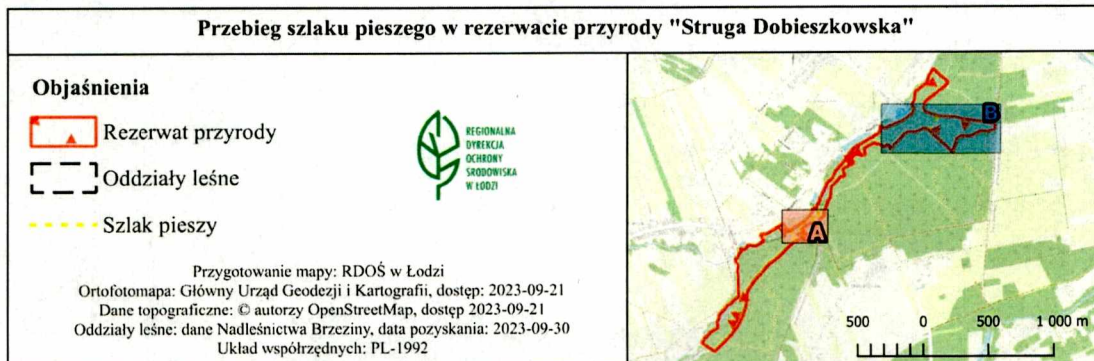 Przebieg szlaku pieszego w rezerwacie przyrody "Struga Dobieszkowska"
Objaśnienia
Rezerwat przyrody
Oddziały leśne
Szlak pieszy
REGIONALNA
DYREKCJA
OCHRONY
ŚRODOWISKA
W ŁODZI
Przygotowanie mapy: RDOŚ w Łodzi
Ortofotomapa: Główny Urząd Geodezji i Kartografii, dostęp: 2023-09-21
Dane topograficzne: © autorzy OpenStreetMap, dostęp 2023-09-21
Oddziały leśne: dane Nadleśnictwa Brzeziny, data pozyskania: 2023-09-30
Układ współrzędnych: PL-1992
B
A
500 0 500 1 000 m